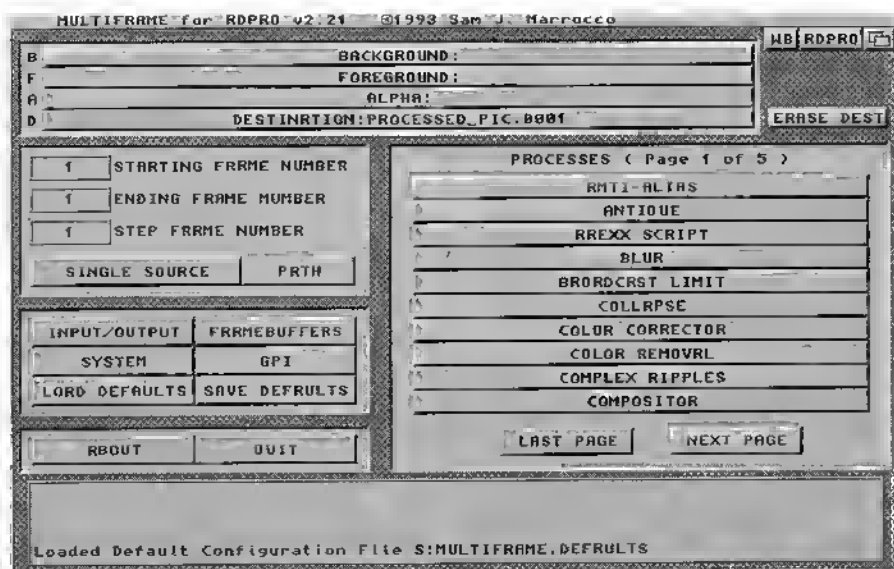 MULTIFRAME for ADPRO v2.21 ©1993 Sam J. Marracco
WB ADPRO
B BACKGROUND:
F FOREGROUND:
A ALPHA:
D DESTINATION:PROCESSED_PIC.0001
ERASE DEST
1 STARTING FRAME NUMBER
1 ENDING FRAME NUMBER
1 STEP FRAME NUMBER
SINGLE SOURCE PATH
INPUT/OUTPUT FRAMEBUFFERS
SYSTEM GPI
LOAD DEFAULTS SAVE DEFAULTS
ABOUT QUIT
PROCESSES ( Page 1 of 5 )
ANTI-ALIAS
ANTIQUE
AREXX SCRIPT
BLUR
BROADCAST LIMIT
COLLAPSE
COLOR CORRECTOR
COLOR REMOVAL
COMPLEX RIPPLES
COMPOSITOR
LAST PAGE NEXT PAGE
Loaded Default Configuration File S:MULTIFRAME.DEFAULTS